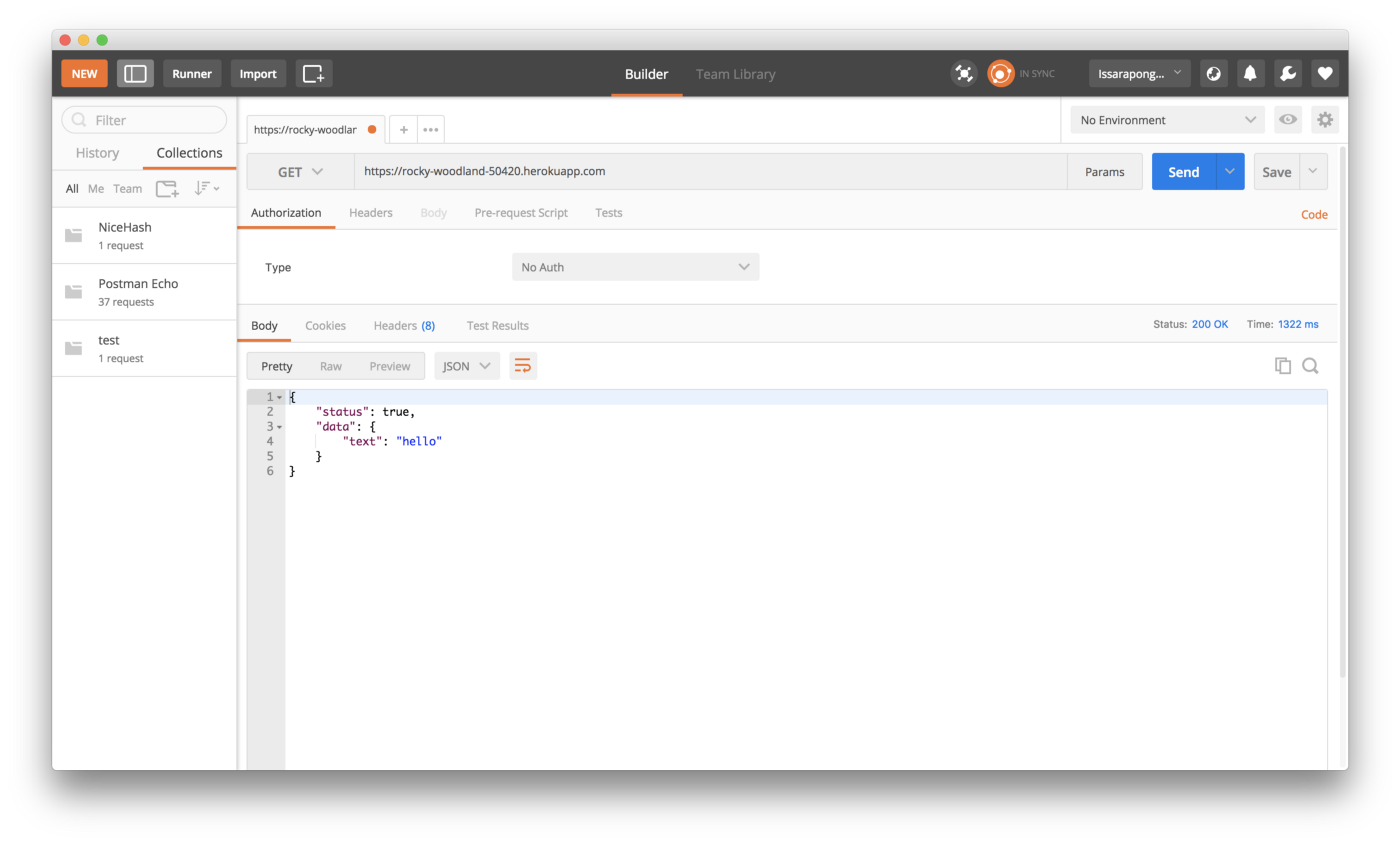 NEW Runner Import Builder Team Library IN SYNC Issarapong...
Filter
History Collections
All Me Team
NiceHash
1 request
Postman Echo
37 requests
test
1 request
https://rocky-woodlar + ••• No Environment
GET https://rocky-woodland-50420.herokuapp.com Params Send Save
Authorization Headers Body Pre-request Script Tests Code
Type No Auth
Body Cookies Headers (8) Test Results Status: 200 OK Time: 1322 ms
Pretty Raw Preview JSON
1 {
2 "status": true,
3 "data": {
4 "text": "hello"
5 }
6 }